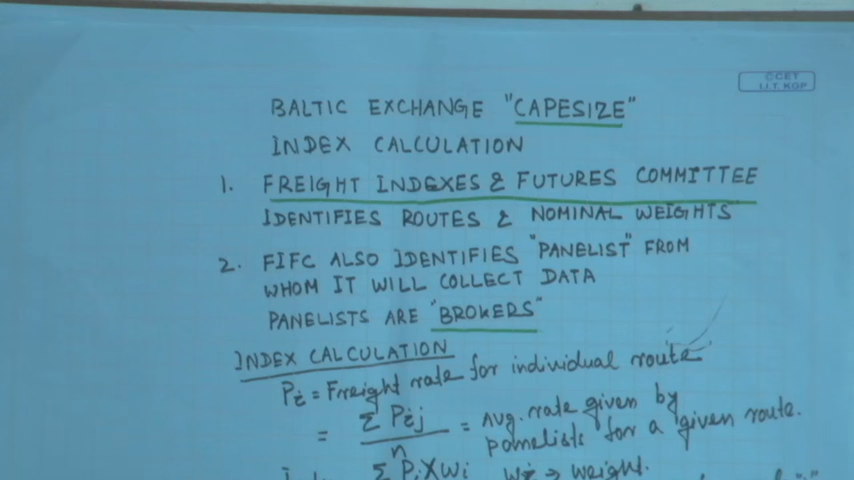 CCET
I.I.T. KGP
BALTIC EXCHANGE "CAPESIZE"
INDEX CALCULATION
1. FREIGHT INDEXES & FUTURES COMMITTEE
IDENTIFIES ROUTES & NOMINAL WEIGHTS
2. FIFC ALSO IDENTIFIES "PANELIST" FROM
WHOM IT WILL COLLECT DATA
PANELISTS ARE "BROKERS"
INDEX CALCULATION
Pi = Freight rate for individual route
= Σ Pij / n = Avg. rate given by
panelists for a given route.
Σ Pi X Wi Wi => weight.